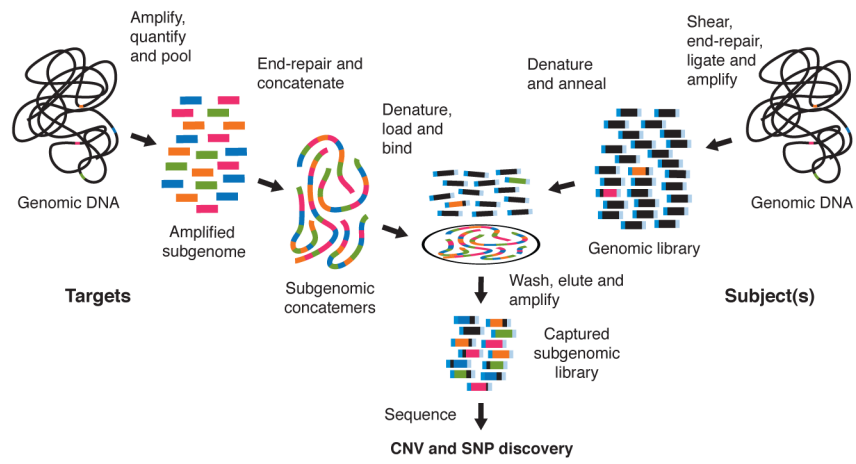 Amplify,
quantify
and pool
End-repair and
concatenate
Denature,
load and
bind
Denature
and anneal
Shear,
end-repair,
ligate and
amplify
Genomic DNA
Amplified
subgenome
Subgenomic
concatemers
Genomic library
Genomic DNA
Targets
Subject(s)
Wash, elute and
amplify
Captured
subgenomic
library
Sequence
CNV and SNP discovery